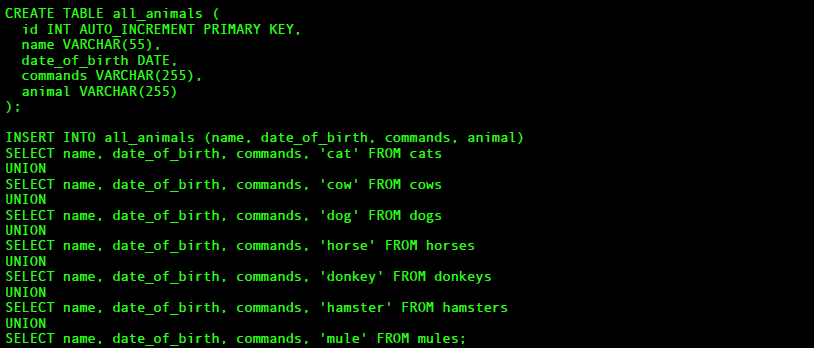 CREATE TABLE all_animals (
  id INT AUTO_INCREMENT PRIMARY KEY,
  name VARCHAR(55),
  date_of_birth DATE,
  commands VARCHAR(255),
  animal VARCHAR(255)
);

INSERT INTO all_animals (name, date_of_birth, commands, animal)
SELECT name, date_of_birth, commands, 'cat' FROM cats
UNION
SELECT name, date_of_birth, commands, 'cow' FROM cows
UNION
SELECT name, date_of_birth, commands, 'dog' FROM dogs
UNION
SELECT name, date_of_birth, commands, 'horse' FROM horses
UNION
SELECT name, date_of_birth, commands, 'donkey' FROM donkeys
UNION
SELECT name, date_of_birth, commands, 'hamster' FROM hamsters
UNION
SELECT name, date_of_birth, commands, 'mule' FROM mules;